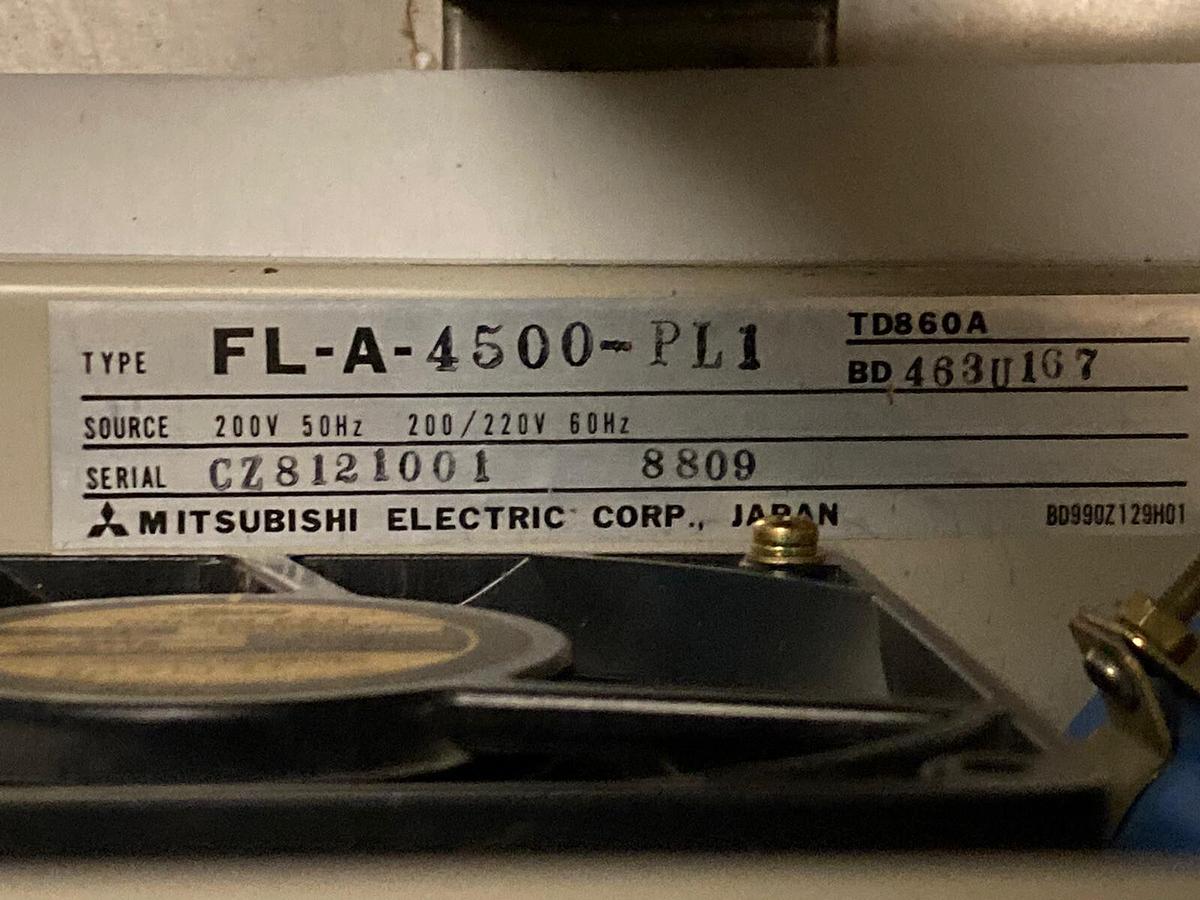 TYPE FL-A-4500-PL1 TD860A
BD 463U167
SOURCE 200V 50Hz 200/220V 60Hz
SERIAL CZ8121001 8809
MITSUBISHI ELECTRIC CORP., JAPAN BD990Z129H01